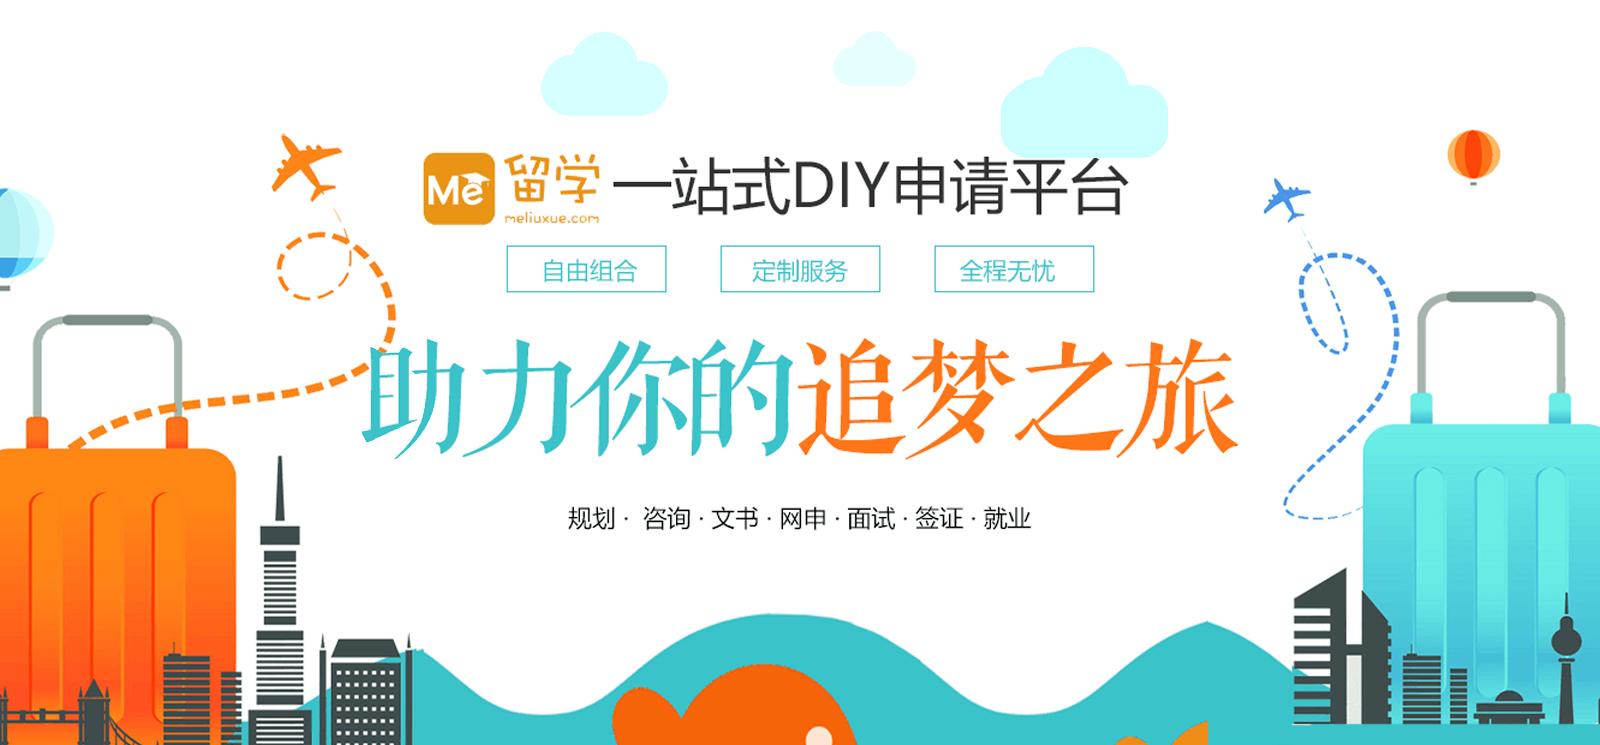 Me 留学 一站式DIY申请平台
meliuxue.com
自由组合 定制服务 全程无忧
助力你的追梦之旅
规划 · 咨询 · 文书 · 网申 · 面试 · 签证 · 就业